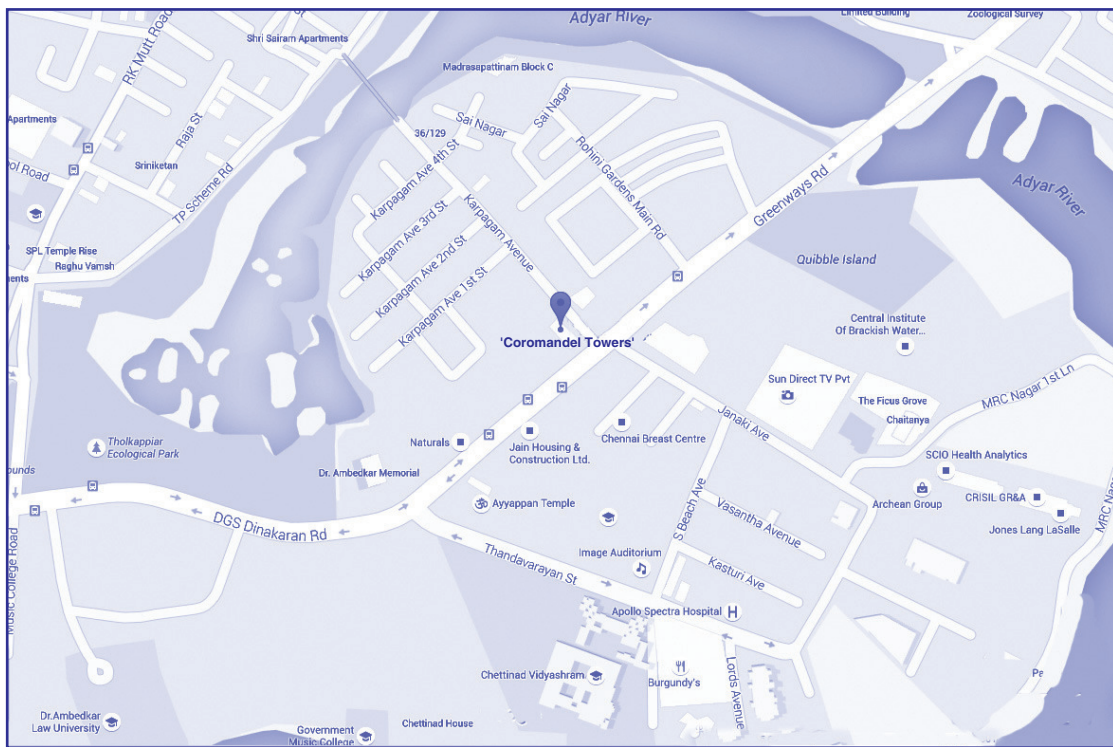 Adyar River
Limited Building
Zoological Survey
Shri Sairam Apartments
RK Mutt Road
Madrasapattinam Block C
Apartments
Raja St
36/129
Sai Nagar
Sai Nagar
Sriniketan
Road
TP Scheme Rd
Karpagam Ave 4th St
Rohini Gardens Main Rd
Greenways Rd
Adyar River
Karpagam Ave 3rd St
Karpagam Avenue
SPL Temple Rise
Raghu Vamsh
Karpagam Ave 2nd St
Quibble Island
Karpagam Ave 1st St
Central Institute
Of Brackish Water...
'Coromandel Towers'
Sun Direct TV Pvt
MRC Nagar 1st Ln
The Ficus Grove
Chaitanya
Janaki Ave
Tholkappiar
Ecological Park
Naturals
Jain Housing &
Construction Ltd.
Chennai Breast Centre
SCIO Health Analytics
Dr. Ambedkar Memorial
Archean Group
CRISIL GR&A
Jones Lang LaSalle
MRC Nagar
Ayyappan Temple
DGS Dinakaran Rd
S Beach Ave
Vasantha Avenue
Image Auditorium
Thandavarayan St
Kasturi Ave
Music College Road
Apollo Spectra Hospital
Chettinad Vidyashram
Burgundy's
Lords Avenue
Dr.Ambedkar
Law University
Government
Music College
Chettinad House